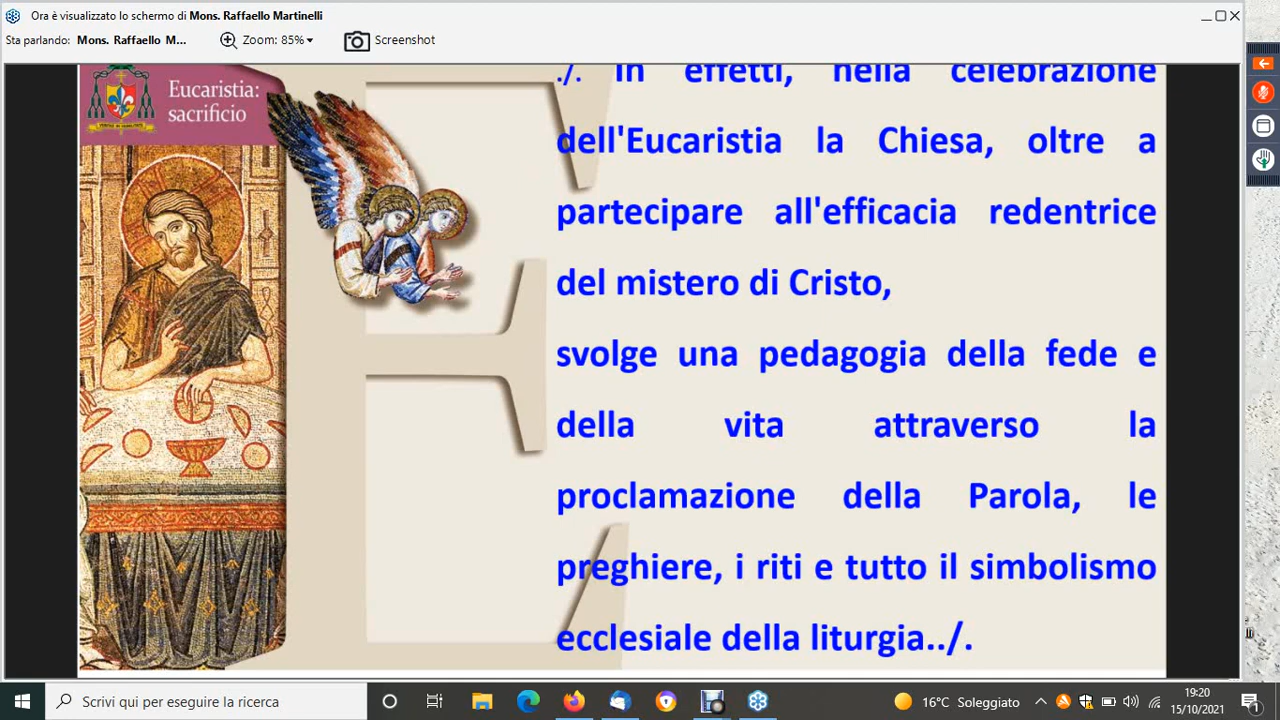 Ora è visualizzato lo schermo di Mons. Raffaello Martinelli
Sta parlando: Mons. Raffaello M...
Zoom: 85%
Screenshot
Eucaristia:
sacrificio
./. In effetti, nella celebrazione
dell'Eucaristia la Chiesa, oltre a
partecipare all'efficacia redentrice
del mistero di Cristo,
svolge una pedagogia della fede e
della vita attraverso la
proclamazione della Parola, le
preghiere, i riti e tutto il simbolismo
ecclesiale della liturgia../.
Scrivi qui per eseguire la ricerca
16°C Soleggiato
19:20
15/10/2021
1